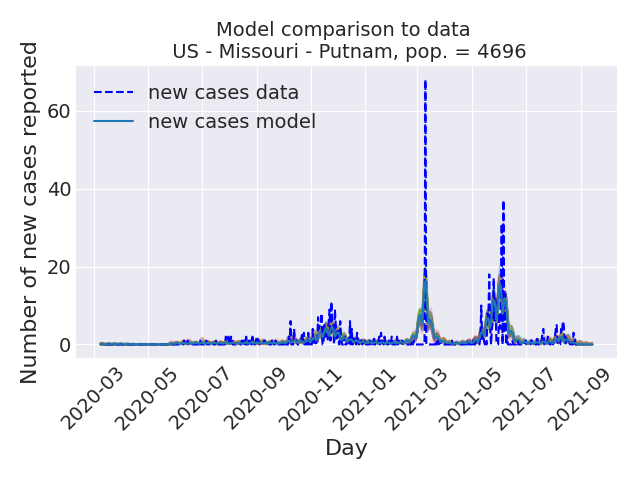 Model comparison to data
US - Missouri - Putnam, pop. = 4696
Number of new cases reported
60
40
20
0
new cases data
new cases model
2020-03
2020-05
2020-07
2020-09
2020-11
2021-01
2021-03
2021-05
2021-07
2021-09
Day